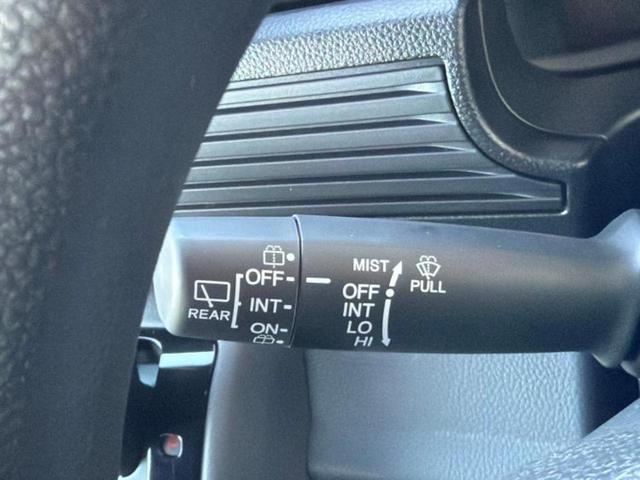 REAR
OFF
INT
ON
MIST
OFF
INT
LO
HI
PULL